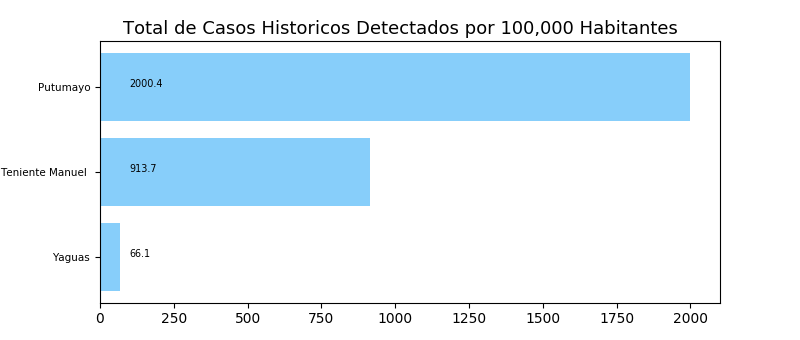 Total de Casos Historicos Detectados por 100,000 Habitantes
Putumayo 2000.4
Teniente Manuel 913.7
Yaguas 66.1
0 250 500 750 1000 1250 1500 1750 2000